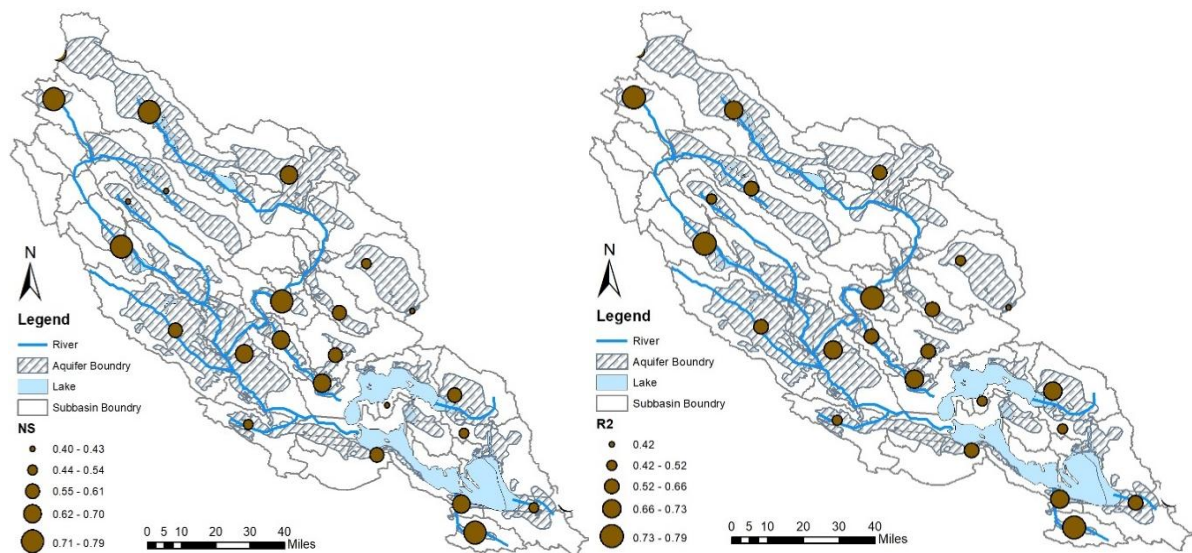 N
Legend
River
Aquifer Boundry
Lake
Subbasin Boundry
NS
0.40 - 0.43
0.44 - 0.54
0.55 - 0.61
0.62 - 0.70
0.71 - 0.79
0 5 10 20 30 40
Miles
N
Legend
River
Aquifer Boundry
Lake
Subbasin Boundry
R2
0.42
0.42 - 0.52
0.52 - 0.66
0.66 - 0.73
0.73 - 0.79
0 5 10 20 30 40
Miles